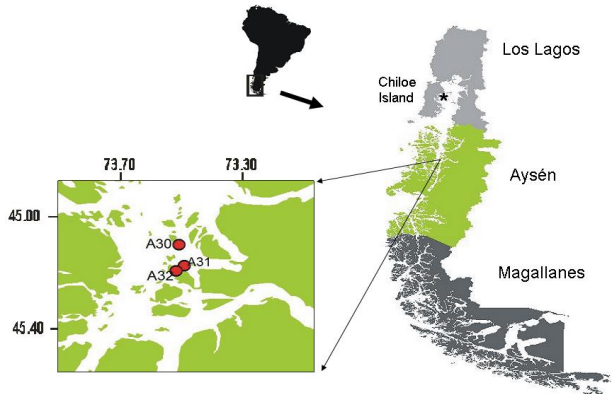 Los Lagos
Chiloe
Island
*
Aysén
Magallanes
73.70 73.30
45.00
45.40
A30
A31
A32